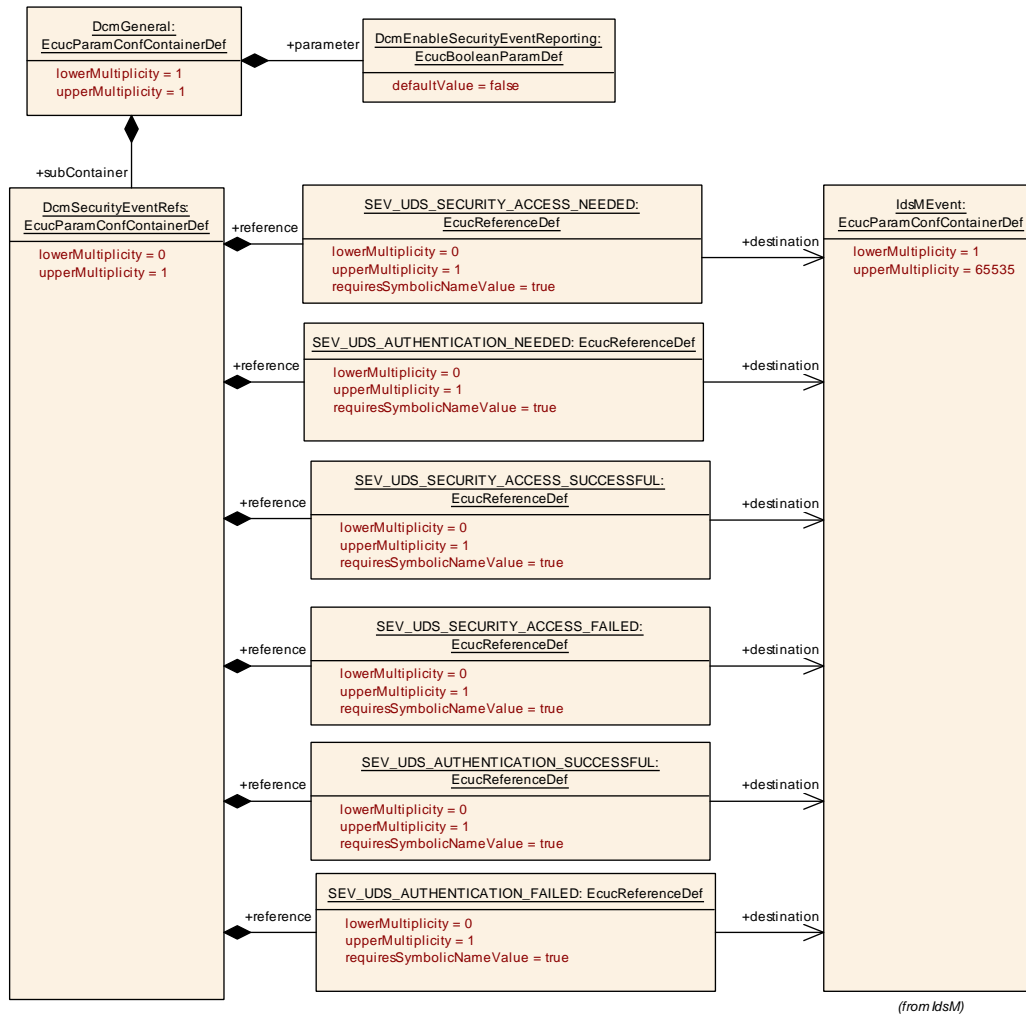 DcmGeneral:
EcucParamConfContainerDef
lowerMultiplicity = 1
upperMultiplicity = 1
+parameter
DcmEnableSecurityEventReporting:
EcucBooleanParamDef
defaultValue = false
+subContainer
DcmSecurityEventRefs:
EcucParamConfContainerDef
lowerMultiplicity = 0
upperMultiplicity = 1
+reference
SEV_UDS_SECURITY_ACCESS_NEEDED:
EcucReferenceDef
lowerMultiplicity = 0
upperMultiplicity = 1
requiresSymbolicNameValue = true
+destination
IdsMEvent:
EcucParamConfContainerDef
lowerMultiplicity = 1
upperMultiplicity = 65535
+reference
SEV_UDS_AUTHENTICATION_NEEDED: EcucReferenceDef
lowerMultiplicity = 0
upperMultiplicity = 1
requiresSymbolicNameValue = true
+destination
+reference
SEV_UDS_SECURITY_ACCESS_SUCCESSFUL:
EcucReferenceDef
lowerMultiplicity = 0
upperMultiplicity = 1
requiresSymbolicNameValue = true
+destination
+reference
SEV_UDS_SECURITY_ACCESS_FAILED:
EcucReferenceDef
lowerMultiplicity = 0
upperMultiplicity = 1
requiresSymbolicNameValue = true
+destination
+reference
SEV_UDS_AUTHENTICATION_SUCCESSFUL:
EcucReferenceDef
lowerMultiplicity = 0
upperMultiplicity = 1
requiresSymbolicNameValue = true
+destination
+reference
SEV_UDS_AUTHENTICATION_FAILED: EcucReferenceDef
lowerMultiplicity = 0
upperMultiplicity = 1
requiresSymbolicNameValue = true
+destination
(from IdsM)